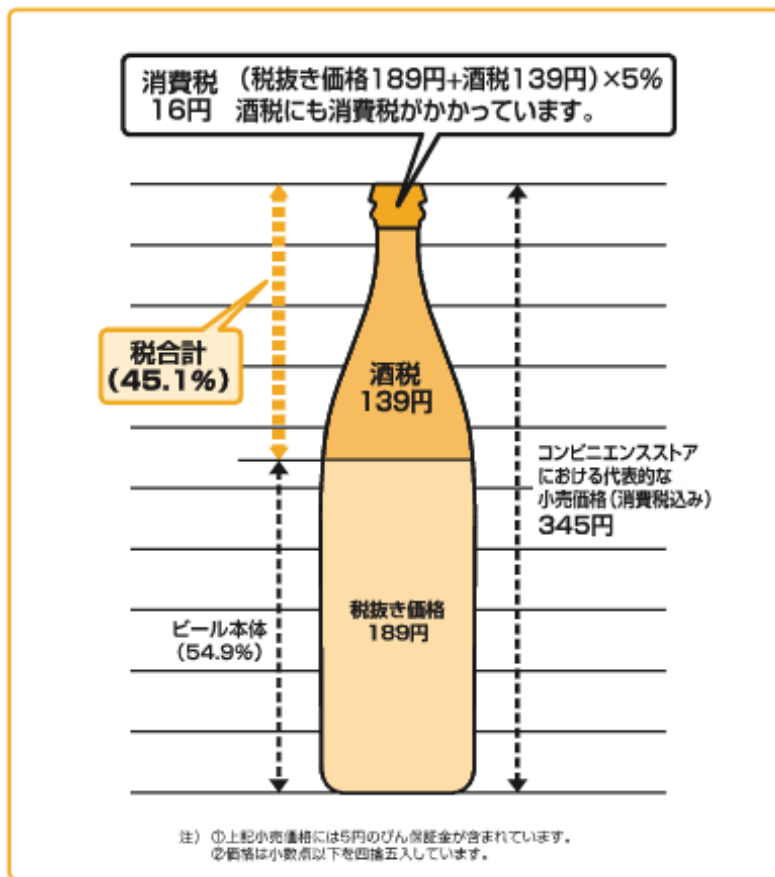 消費税 (税抜き価格189円+酒税139円)×5%
16円 酒税にも消費税がかかっています。
税合計
(45.1%)
酒税
139円
コンビニエンスストア
における代表的な
小売価格(消費税込み)
345円
税抜き価格
189円
ビール本体
(54.9%)
注) ①上記小売価格には5円のびん保証金が含まれています。
②価格は小数点以下を四捨五入しています。